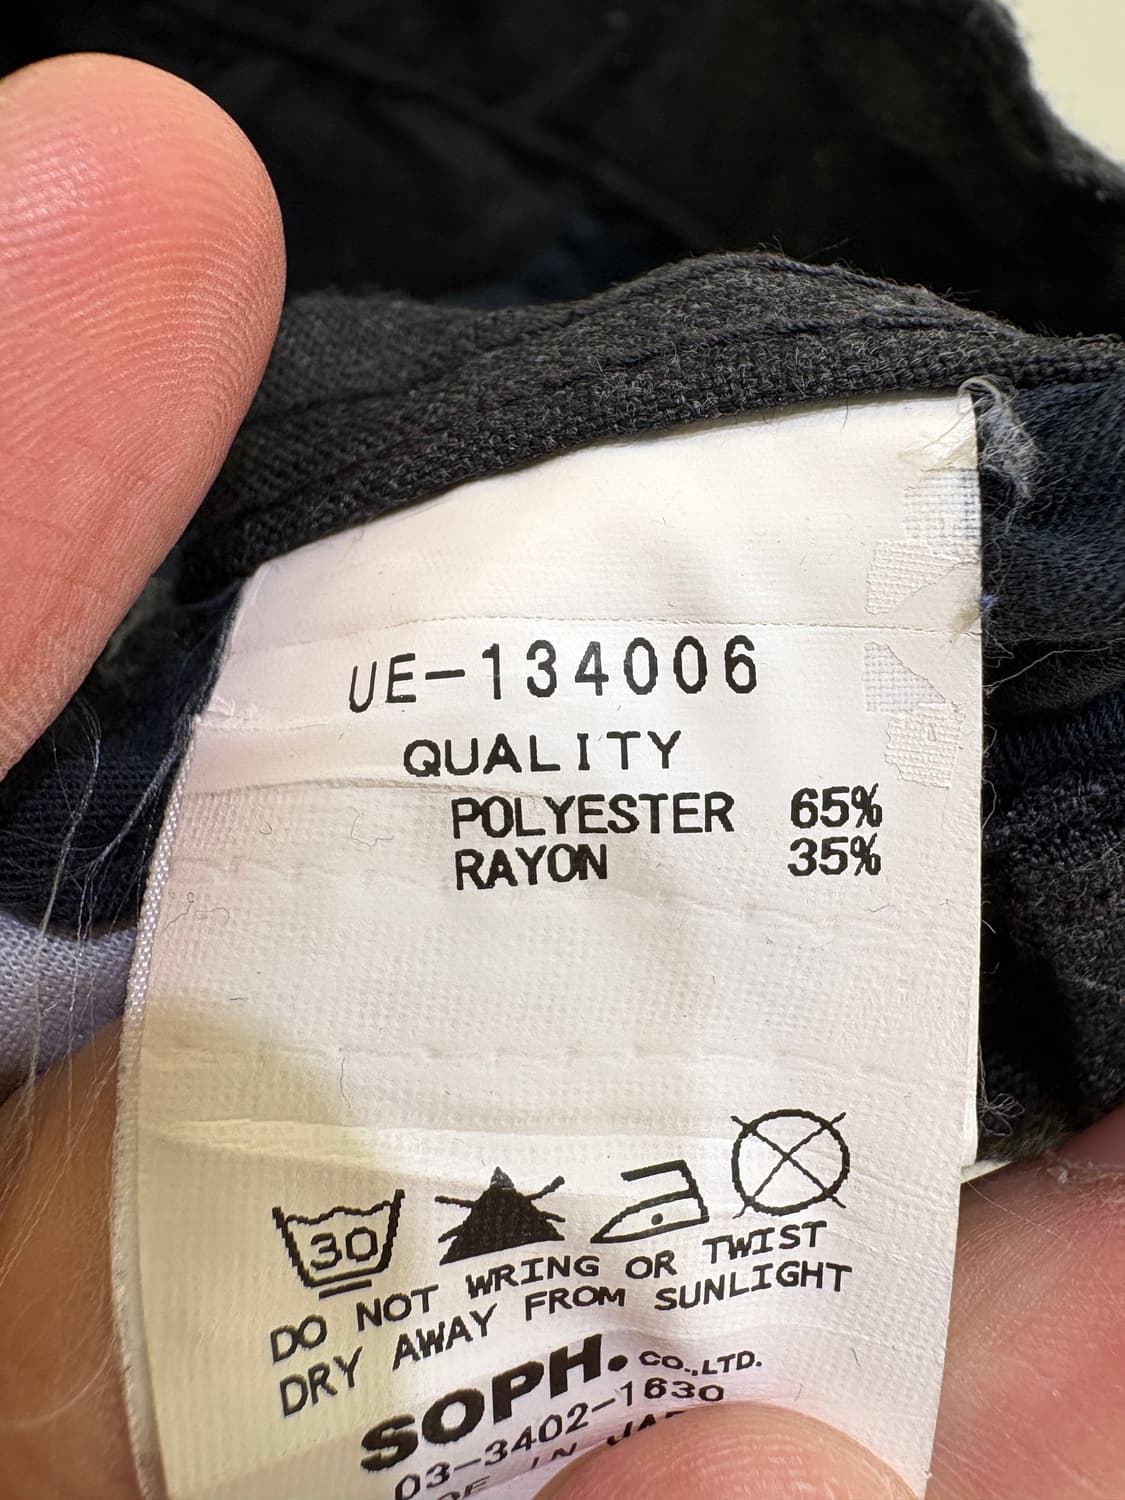 UE-134006
QUALITY
POLYESTER 65%
RAYON 35%
30
DO NOT WRING OR TWIST
DRY AWAY FROM SUNLIGHT
SOPH. CO.,LTD.
03-3402-1630
IN